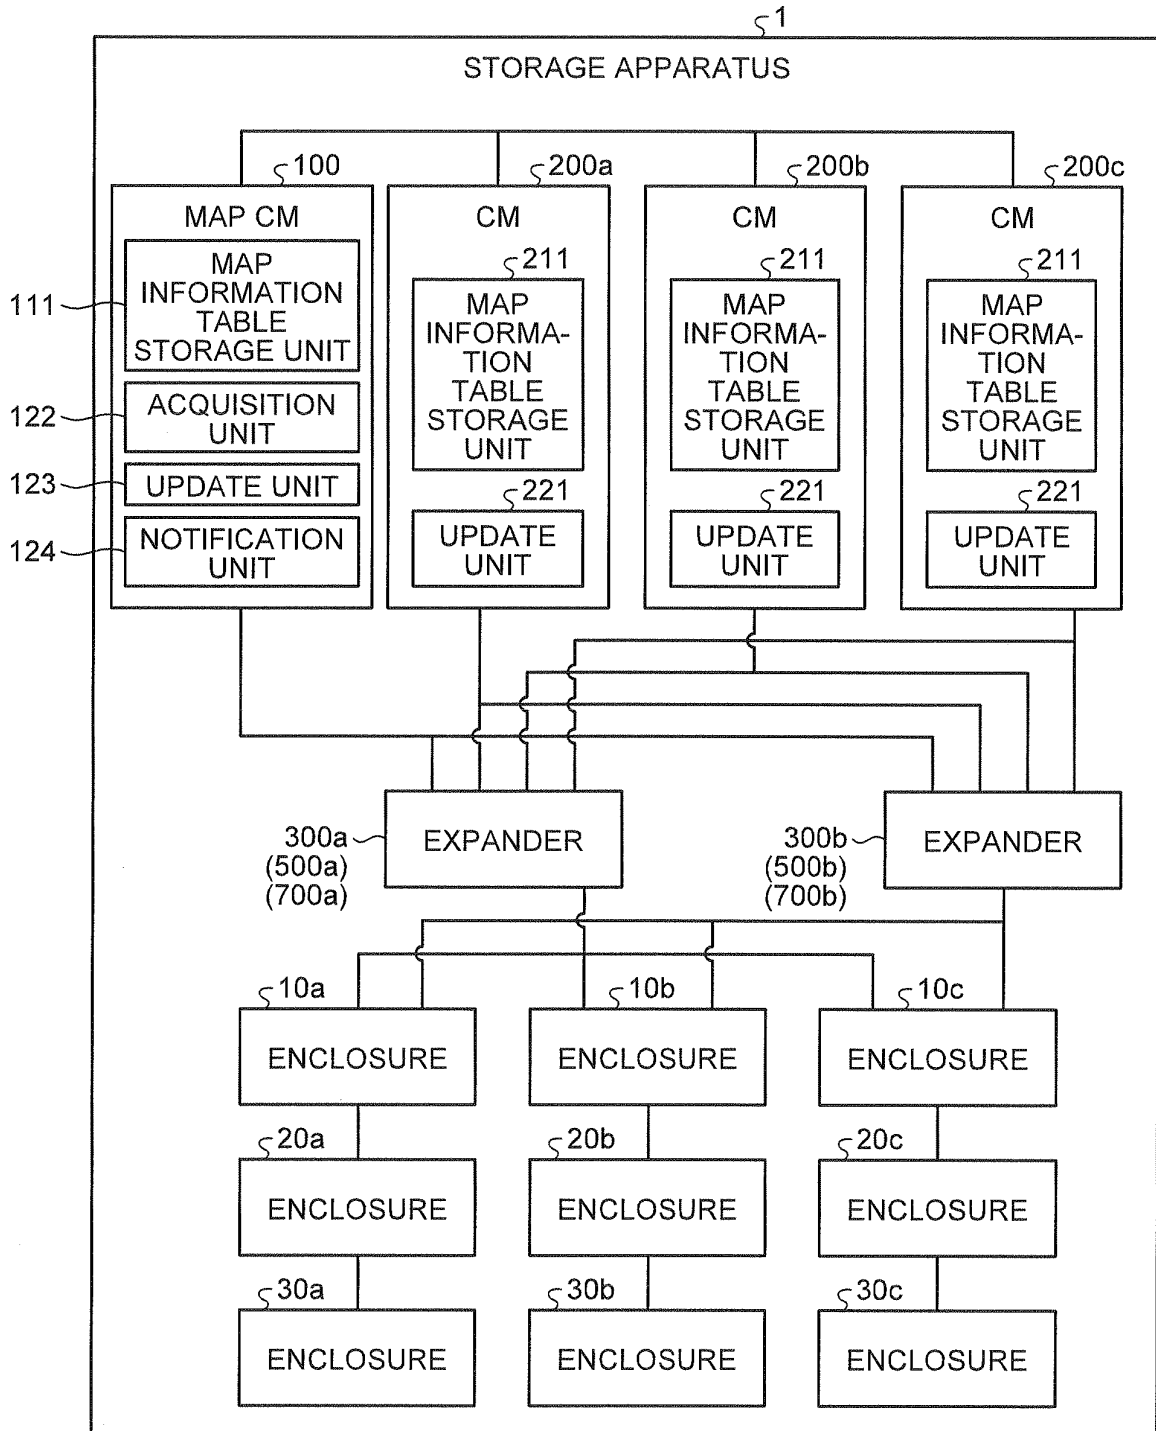 1
STORAGE APPARATUS
100
200a
200b
200c
MAP CM
CM
CM
CM
111
MAP
INFORMATION
TABLE
STORAGE UNIT
211
MAP
INFORMA-
TION
TABLE
STORAGE
UNIT
211
MAP
INFORMA-
TION
TABLE
STORAGE
UNIT
211
MAP
INFORMA-
TION
TABLE
STORAGE
UNIT
122
ACQUISITION
UNIT
123
UPDATE UNIT
124
NOTIFICATION
UNIT
221
UPDATE
UNIT
221
UPDATE
UNIT
221
UPDATE
UNIT
300a
(500a)
(700a)
EXPANDER
300b
(500b)
(700b)
EXPANDER
10a
ENCLOSURE
10b
ENCLOSURE
10c
ENCLOSURE
20a
ENCLOSURE
20b
ENCLOSURE
20c
ENCLOSURE
30a
ENCLOSURE
30b
ENCLOSURE
30c
ENCLOSURE